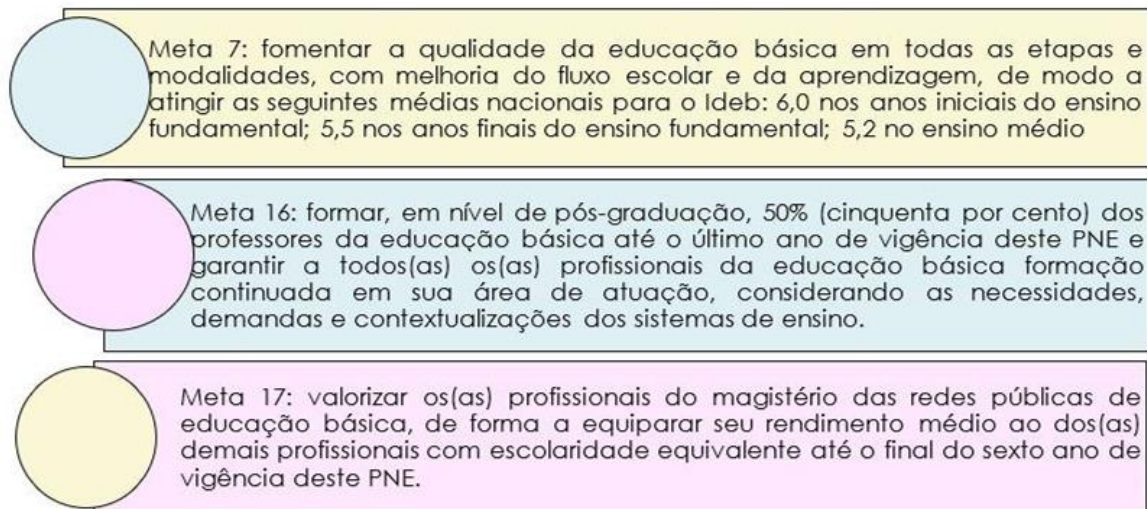 Meta 7: fomentar a qualidade da educação básica em todas as etapas e
modalidades, com melhoria do fluxo escolar e da aprendizagem, de modo a
atingir as seguintes médias nacionais para o Ideb: 6,0 nos anos iniciais do ensino
fundamental; 5,5 nos anos finais do ensino fundamental; 5,2 no ensino médio
Meta 16: formar, em nível de pós-graduação, 50% (cinquenta por cento) dos
professores da educação básica até o último ano de vigência deste PNE e
garantir a todos(as) os(as) profissionais da educação básica formação
continuada em sua área de atuação, considerando as necessidades,
demandas e contextualizações dos sistemas de ensino.
Meta 17: valorizar os(as) profissionais do magistério das redes públicas de
educação básica, de forma a equiparar seu rendimento médio ao dos(as)
demais profissionais com escolaridade equivalente até o final do sexto ano de
vigência deste PNE.